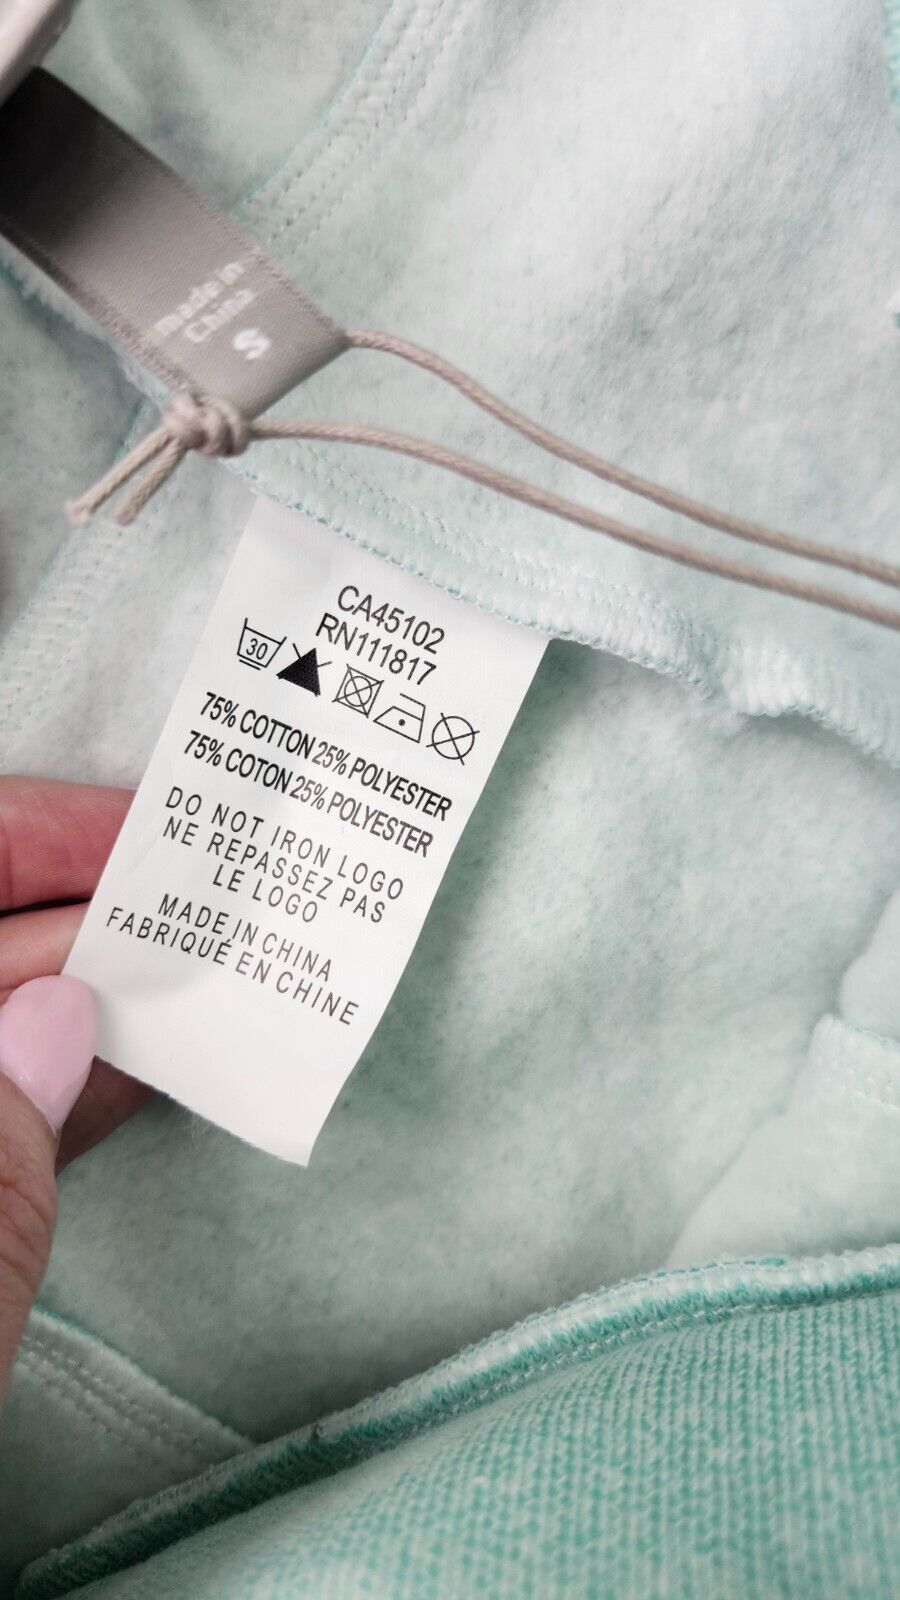 made in
China
S
CA45102
RN111817
30
75% COTTON 25% POLYESTER
75% COTON 25% POLYESTER
DO NOT IRON LOGO
NE REPASSEZ PAS
LE LOGO
MADE IN CHINA
FABRIQUÉ EN CHINE